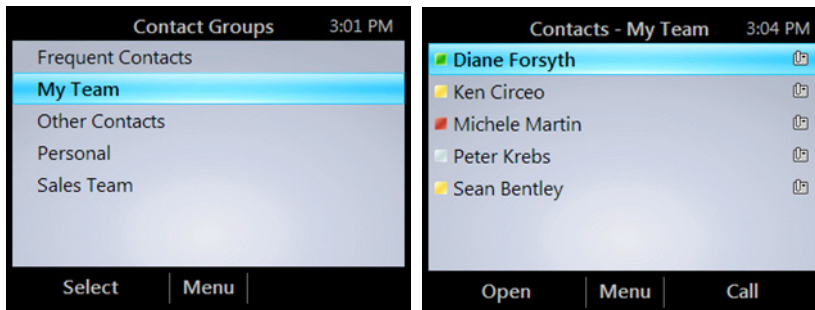 Contact Groups 3:01 PM
Frequent Contacts
My Team
Other Contacts
Personal
Sales Team
Select Menu
Contacts - My Team 3:04 PM
Diane Forsyth
Ken Circeo
Michele Martin
Peter Krebs
Sean Bentley
Open Menu Call